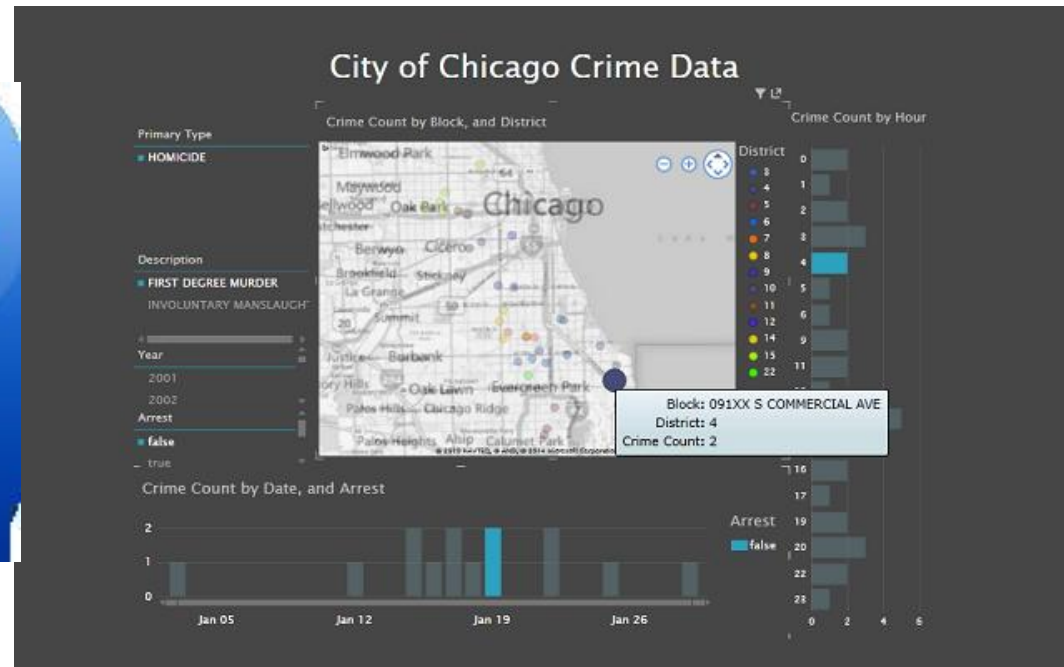 City of Chicago Crime Data
Primary Type
HOMICIDE
Description
FIRST DEGREE MURDER
INVOLUNTARY MANSLAUGHT
Year
2001
2002
Arrest
false
true
Crime Count by Block, and District
Elmwood Park
64
Maywood
Oak Park
Chicago
Berwyn
Cicero
Brookfield
Stickney
La Grange
50
Summit
20
Justice
Burbank
Oak Lawn
Evergreen Park
Palos Hills
Chicago Ridge
Palos Heights
Alsip
Calumet Park
Block: 091XX S COMMERCIAL AVE
District: 4
Crime Count: 2
District
3
4
5
6
7
8
9
10
11
12
14
15
22
Crime Count by Hour
0
1
2
3
4
5
6
9
11
16
17
19
20
22
23
0 2 4 6
Crime Count by Date, and Arrest
2
1
0
Jan 05 Jan 12 Jan 19 Jan 26
Arrest
false